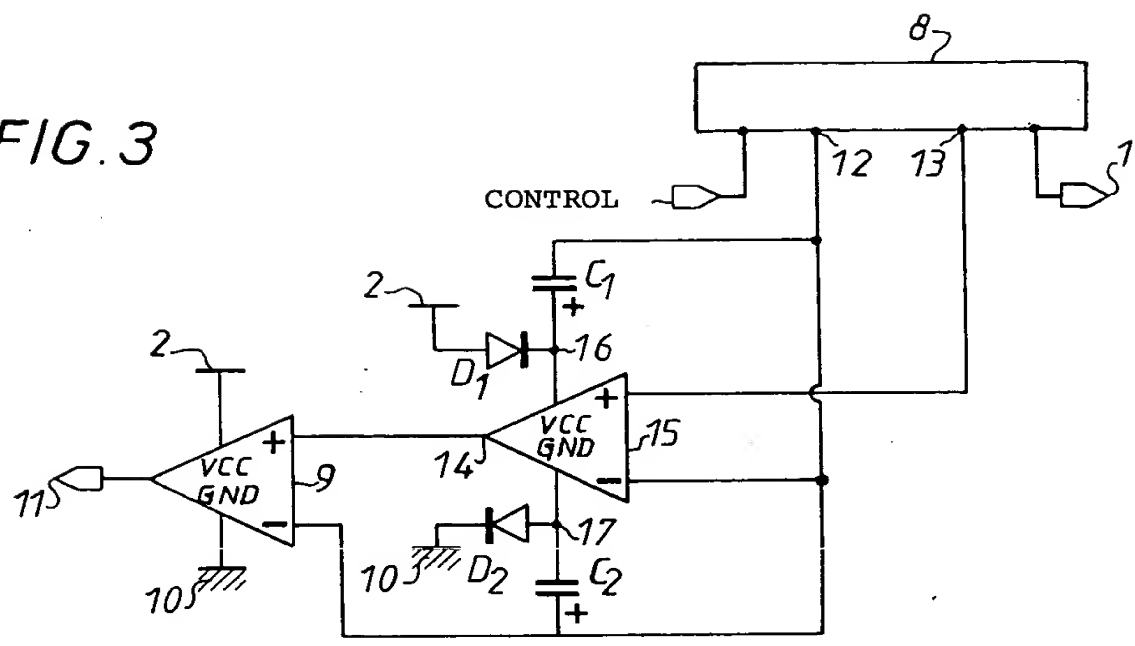 8
FIG. 3
12
13
1
CONTROL
C1
+
2
16
D1
2
+
VCC
GND
15
14
+
VCC
GND
9
11
17
10
D2
C2
10
+